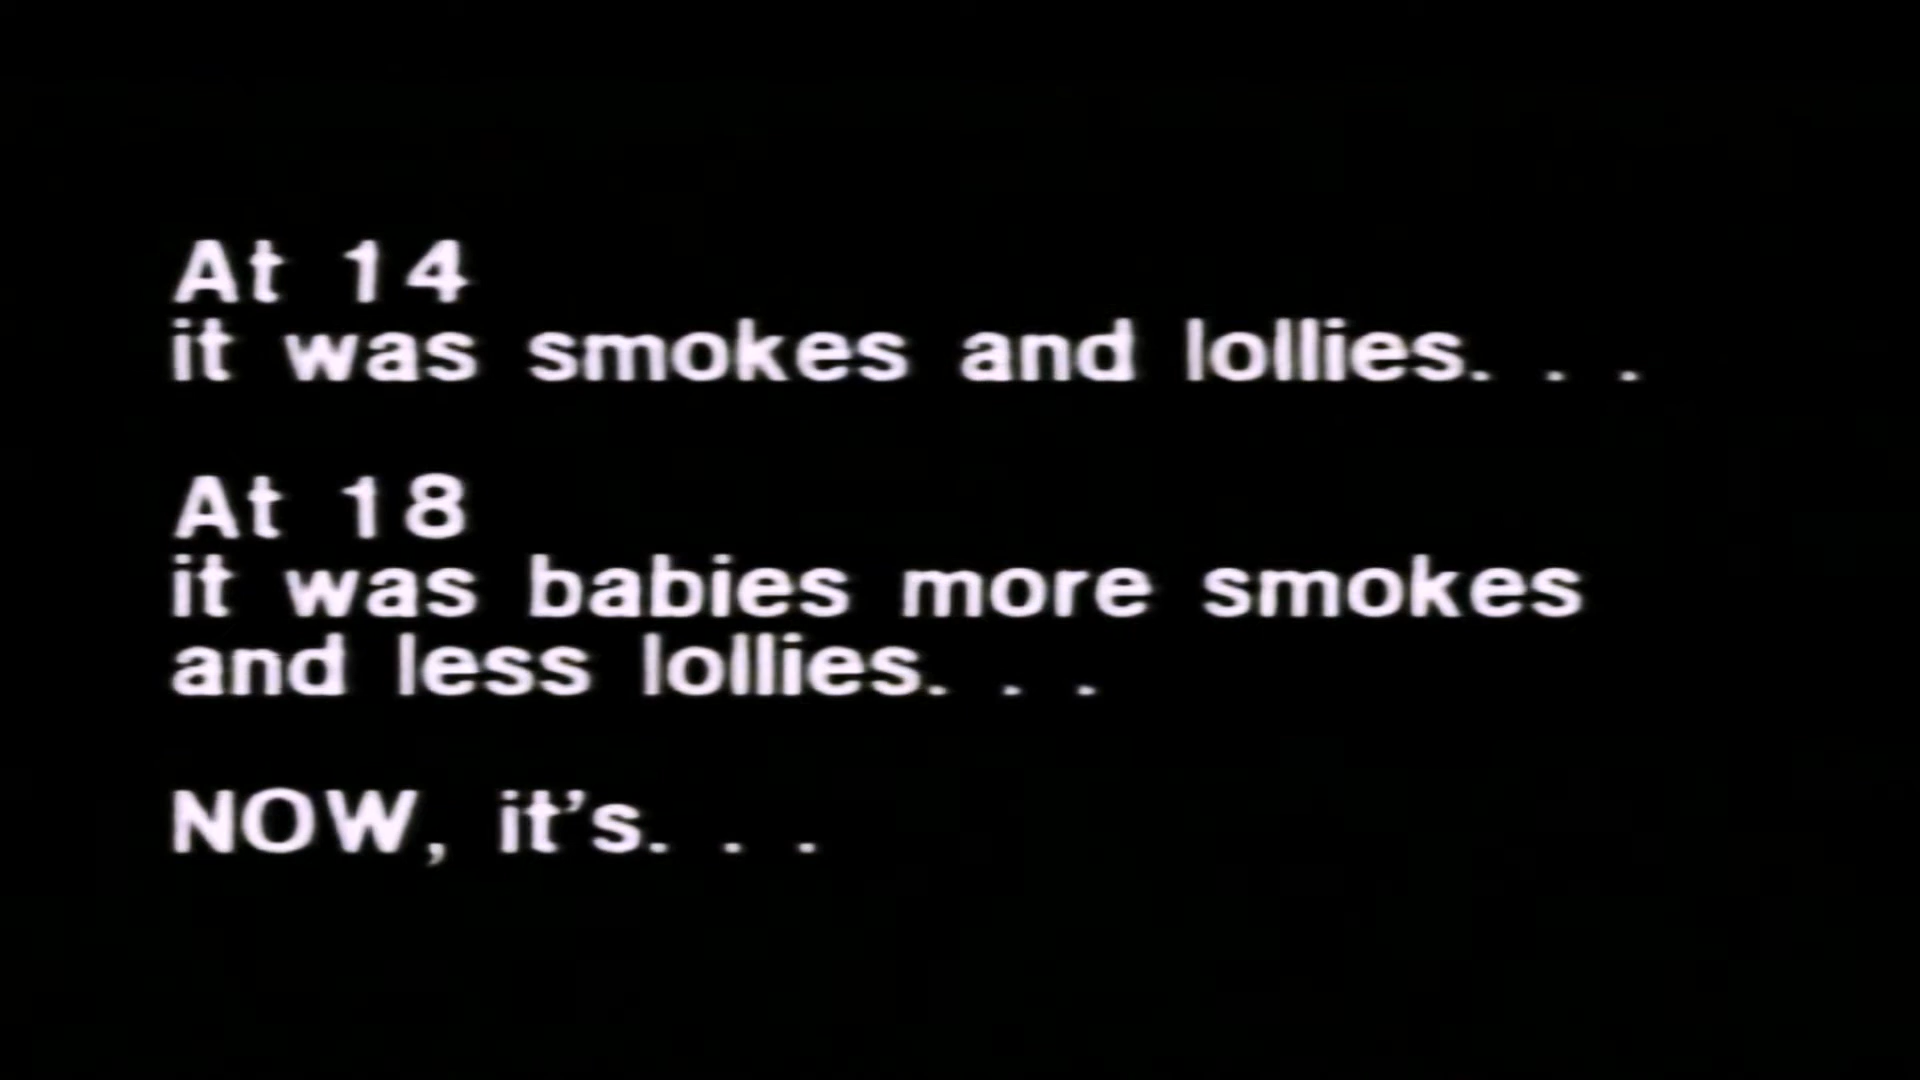 At 14
it was smokes and lollies. . .
At 18
it was babies more smokes
and less lollies. . .
NOW, it’s. . .